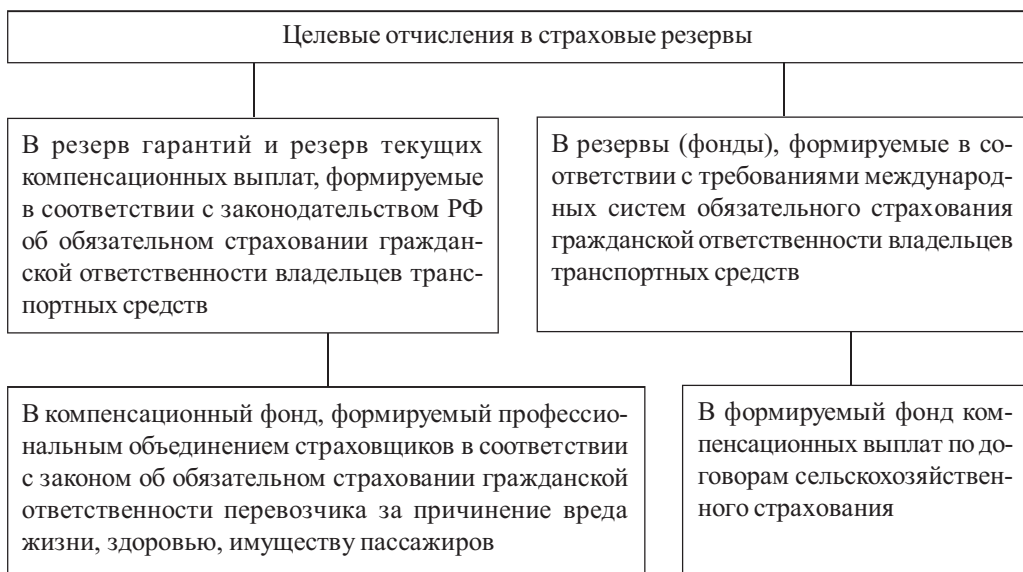 Целевые отчисления в страховые резервы
В резерв гарантий и резерв текущих
компенсационных выплат, формируемые
в соответствии с законодательством РФ
об обязательном страховании граждан-
ской ответственности владельцев транс-
портных средств
В резервы (фонды), формируемые в со-
ответствии с требованиями международ-
ных систем обязательного страхования
гражданской ответственности владельцев
транспортных средств
В компенсационный фонд, формируемый профессио-
нальным объединением страховщиков в соответствии
с законом об обязательном страховании гражданской
ответственности перевозчика за причинение вреда
жизни, здоровью, имуществу пассажиров
В формируемый фонд ком-
пенсационных выплат по до-
говорам сельскохозяйствен-
ного страхования